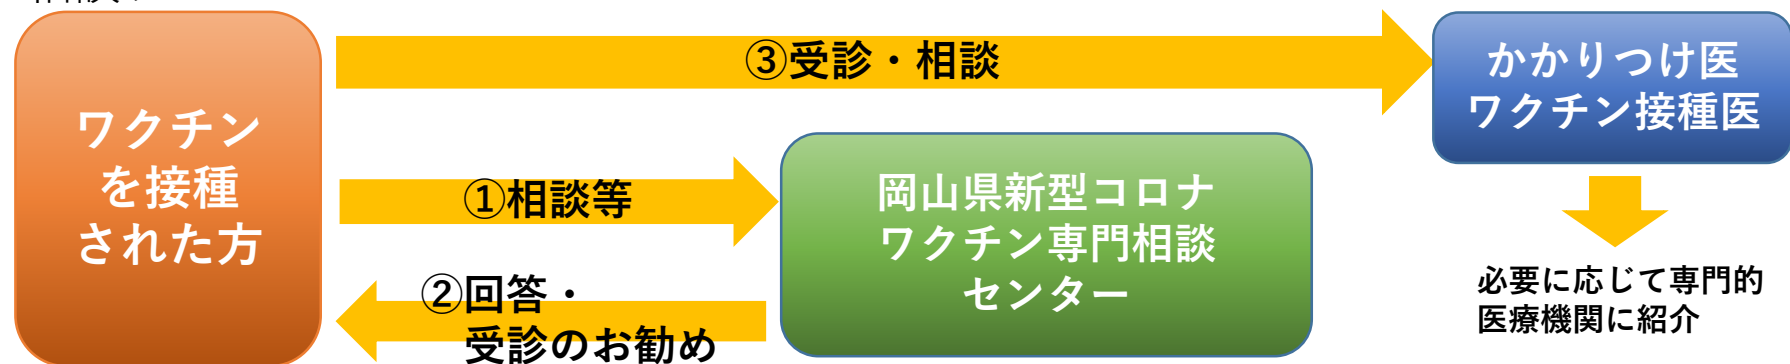 ③受診・相談
かかりつけ医
ワクチン接種医
ワクチン
を接種
された方
①相談等
岡山県新型コロナ
ワクチン専門相談
センター
②回答・
受診のお勧め
必要に応じて専門的
医療機関に紹介